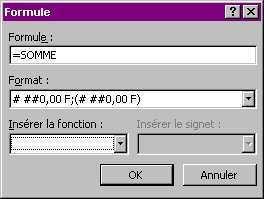 Formule
Formule :
=SOMME
Format :
# ##0,00 F;(# ##0,00 F)
Insérer la fonction : Insérer le signet :
OK Annuler